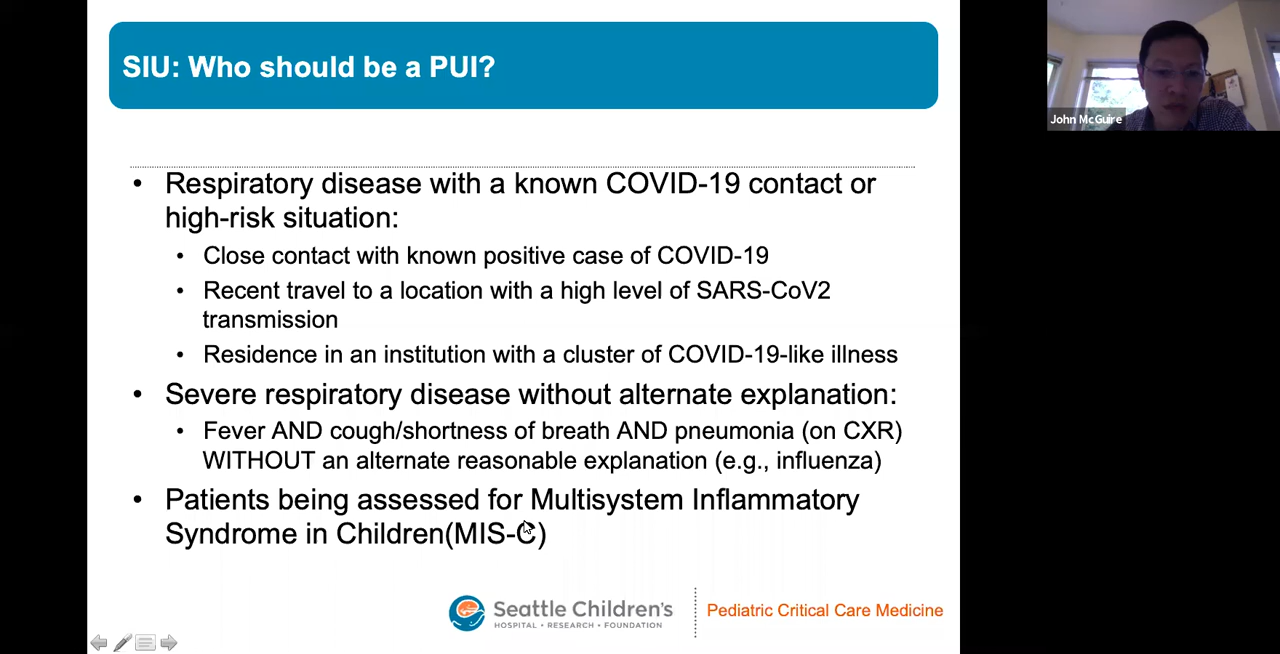 SIU: Who should be a PUI?
John McGuire
• Respiratory disease with a known COVID-19 contact or
high-risk situation:
• Close contact with known positive case of COVID-19
• Recent travel to a location with a high level of SARS-CoV2
transmission
• Residence in an institution with a cluster of COVID-19-like illness
• Severe respiratory disease without alternate explanation:
• Fever AND cough/shortness of breath AND pneumonia (on CXR)
WITHOUT an alternate reasonable explanation (e.g., influenza)
• Patients being assessed for Multisystem Inflammatory
Syndrome in Children(MIS-C)
Seattle Children's
HOSPITAL • RESEARCH • FOUNDATION
Pediatric Critical Care Medicine